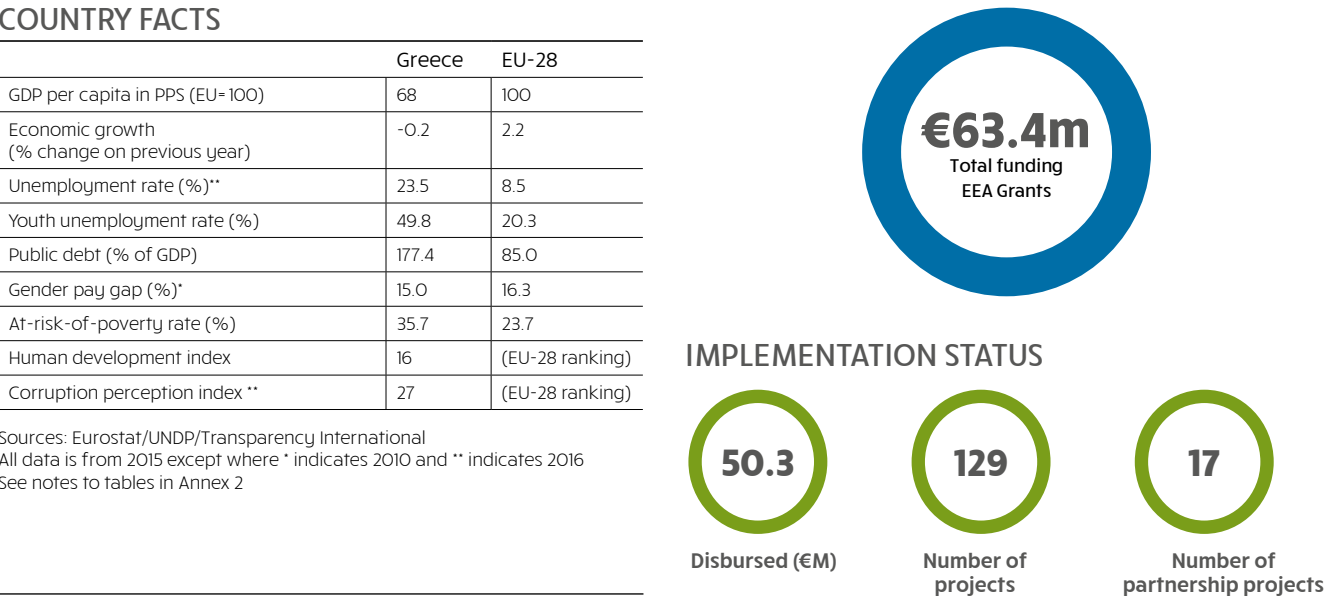 COUNTRY FACTS
Greece EU-28
GDP per capita in PPS (EU=100) 68 100
Economic growth -0.2 2.2
(% change on previous year)
Unemployment rate (%)** 23.5 8.5
Youth unemployment rate (%) 49.8 20.3
Public debt (% of GDP) 177.4 85.0
Gender pay gap (%)* 15.0 16.3
At-risk-of-poverty rate (%) 35.7 23.7
Human development index 16 (EU-28 ranking)
Corruption perception index ** 27 (EU-28 ranking)
Sources: Eurostat/UNDP/Transparency International
All data is from 2015 except where * indicates 2010 and ** indicates 2016
See notes to tables in Annex 2
€63.4m
Total funding
EEA Grants
IMPLEMENTATION STATUS
50.3
Disbursed (€M)
129
Number of
projects
17
Number of
partnership projects